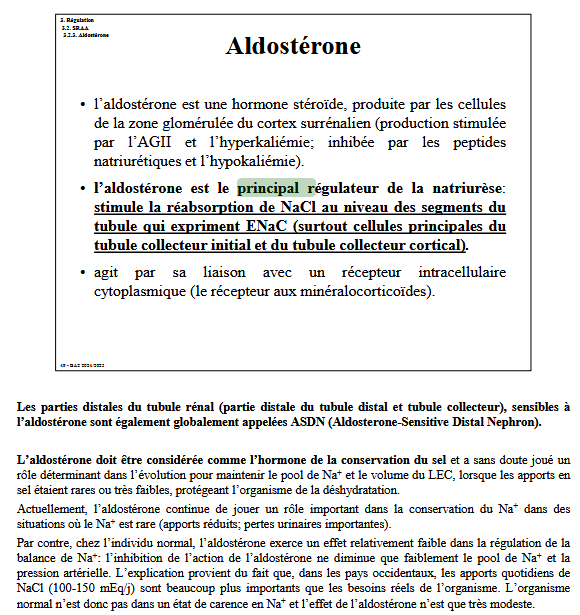 3. Régulation
3.2. SRAA
3.2.3. Aldostérone
Aldostérone
• l’aldostérone est une hormone stéroïde, produite par les cellules
de la zone glomérulée du cortex surrénalien (production stimulée
par l’AGII et l’hyperkaliémie; inhibée par les peptides
natriurétiques et l’hypokaliémie).
• l’aldostérone est le principal régulateur de la natriurèse:
stimule la réabsorption de NaCl au niveau des segments du
tubule qui expriment ENaC (surtout cellules principales du
tubule collecteur initial et du tubule collecteur cortical).
• agit par sa liaison avec un récepteur intracellulaire
cytoplasmique (le récepteur aux minéralocorticoïdes).
Les parties distales du tubule rénal (partie distale du tubule distal et tubule collecteur), sensibles à
l’aldostérone sont également globalement appelées ASDN (Aldosterone-Sensitive Distal Nephron).
L’aldostérone doit être considérée comme l’hormone de la conservation du sel et a sans doute joué un
rôle déterminant dans l’évolution pour maintenir le pool de Na⁺ et le volume du LEC, lorsque les apports en
sel étaient rares ou très faibles, protégeant l’organisme de la déshydratation.
Actuellement, l’aldostérone continue de jouer un rôle important dans la conservation du Na⁺ dans des
situations où le Na⁺ est rare (apports réduits; pertes urinaires importantes).
Par contre, chez l’individu normal, l’aldostérone exerce un effet relativement faible dans la régulation de la
balance de Na⁺: l’inhibition de l’action de l’aldostérone ne diminue que faiblement le pool de Na⁺ et la
pression artérielle. L’explication provient du fait que, dans les pays occidentaux, les apports quotidiens de
NaCl (100-150 mEq/j) sont beaucoup plus importants que les besoins réels de l’organisme. L’organisme
normal n’est donc pas dans un état de carence en Na⁺ et l’effet de l’aldostérone n’est que très modeste.